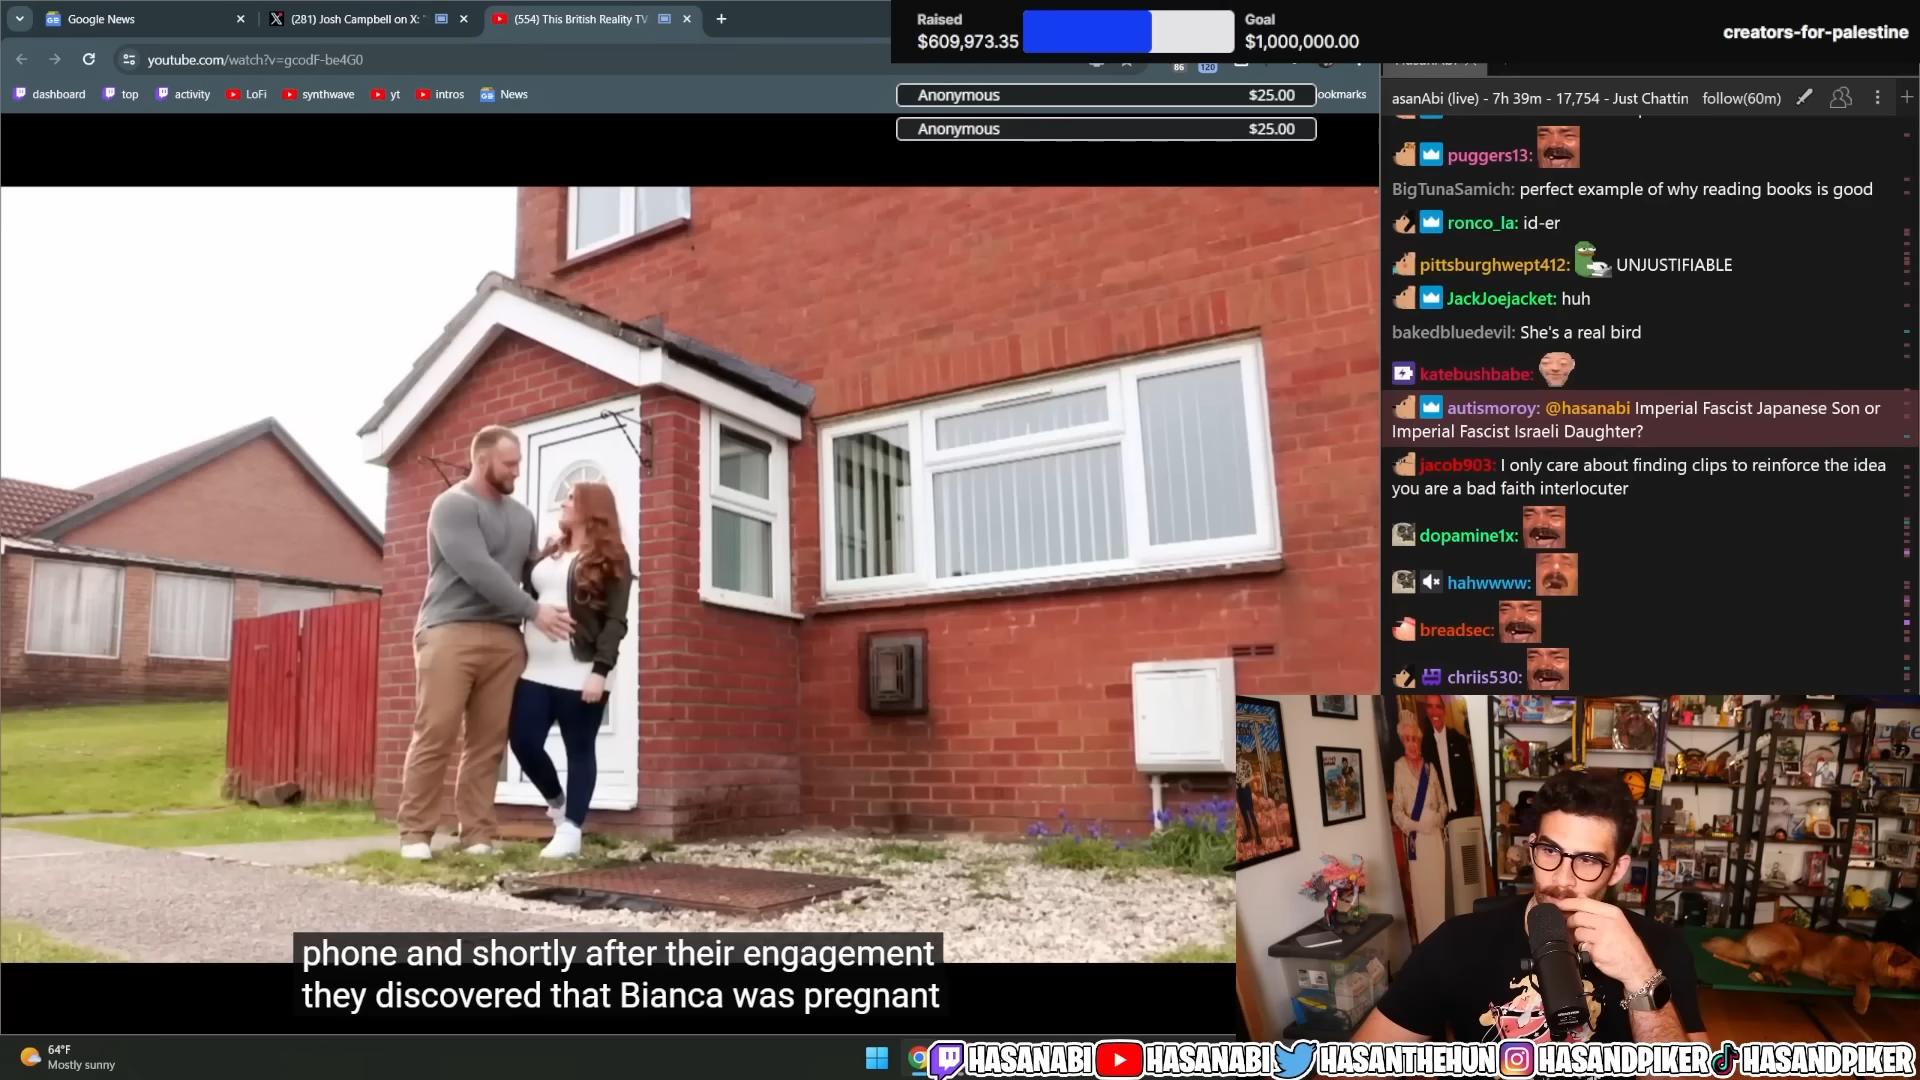 Google News
(281) Josh Campbell on X: "
(554) This British Reality TV
youtube.com/watch?v=gcodF-be4G0
dashboard
top
activity
LoFi
synthwave
yt
intros
News
ookmarks
86
120
Raised
$609,973.35
Goal
$1,000,000.00
creators-for-palestine
Anonymous $25.00
Anonymous $25.00
asanAbi (live) - 7h 39m - 17,754 - Just Chattin
follow(60m)
puggers13:
BigTunaSamich: perfect example of why reading books is good
ronco_la: id-er
pittsburghwept412: UNJUSTIFIABLE
JackJoejacket: huh
bakedbluedevil: She's a real bird
katebushbabe:
autismoroy: @hasanabi Imperial Fascist Japanese Son or
Imperial Fascist Israeli Daughter?
jacob903: I only care about finding clips to reinforce the idea
you are a bad faith interlocuter
dopamine1x:
hahwwww:
breadsec:
chriis530:
phone and shortly after their engagement
they discovered that Bianca was pregnant
64°F
Mostly sunny
HASANABI HASANABI HASANTHEHUN HASANDPIKER HASANDPIKER